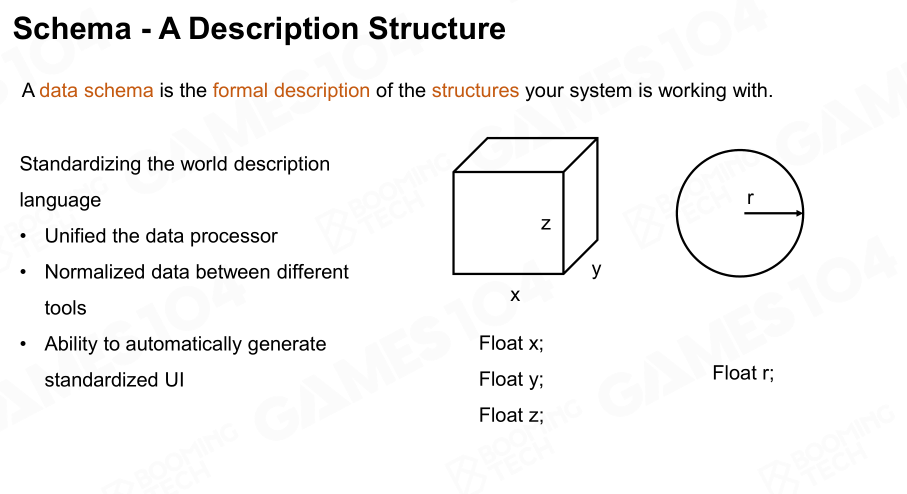 Schema - A Description Structure
A data schema is the formal description of the structures your system is working with.
Standardizing the world description
language
• Unified the data processor
• Normalized data between different
tools
• Ability to automatically generate
standardized UI
z
y
x
Float x;
Float y;
Float z;
r
Float r;
GAMES104
BOOMING
TECH